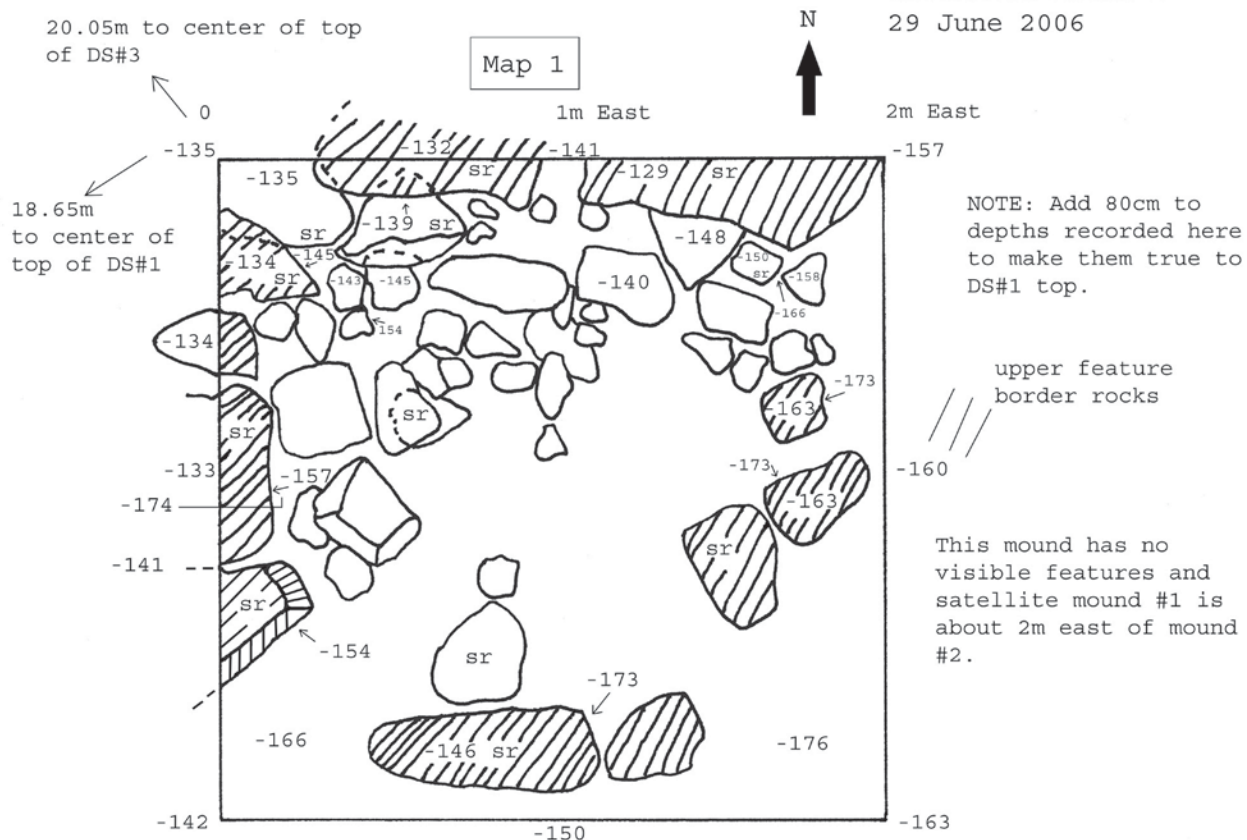 20.05m to center of top
of DS#3
Map 1
N
29 June 2006
0
1m East
2m East
-135
-132
-141
-157
-135
sr
-129
sr
18.65m
to center of
top of DS#1
-139
sr
sr
-148
NOTE: Add 80cm to
depths recorded here
to make them true to
DS#1 top.
-134
-145
sr
-143
-145
-140
-150
sr
-158
-166
154
-134
upper feature
border rocks
-173
-163
sr
sr
-133
-157
-173
-160
-174
-163
sr
-141
This mound has no
visible features and
satellite mound #1 is
about 2m east of mound
#2.
sr
-154
sr
-173
-166
-146 sr
-176
-142
-150
-163